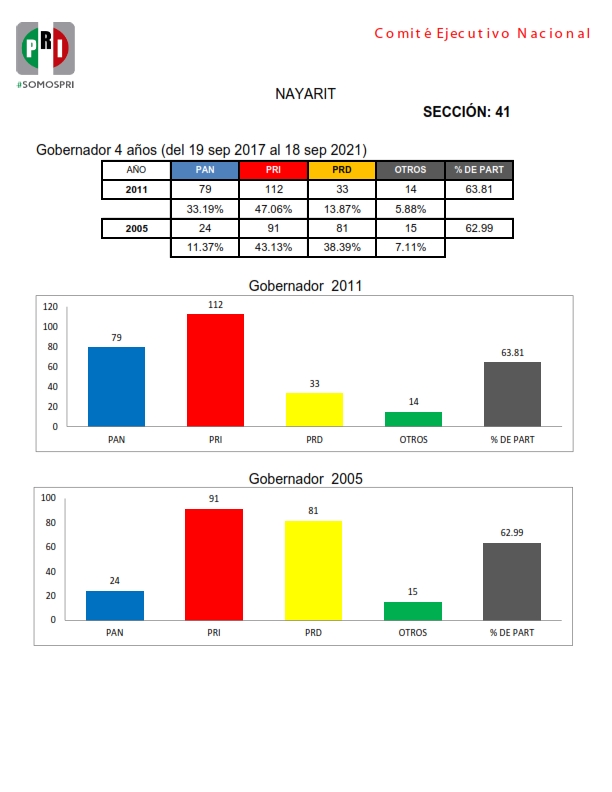 Comité Ejecutivo Nacional
PRI
#SOMOSPRI
NAYARIT
SECCIÓN: 41
Gobernador 4 años (del 19 sep 2017 al 18 sep 2021)
AÑO PAN PRI PRD OTROS % DE PART
2011 79 112 33 14 63.81
33.19% 47.06% 13.87% 5.88%
2005 24 91 81 15 62.99
11.37% 43.13% 38.39% 7.11%
Gobernador 2011
120
100
80
60
40
20
0
79
112
33
14
63.81
PAN PRI PRD OTROS % DE PART
Gobernador 2005
100
80
60
40
20
0
24
91
81
15
62.99
PAN PRI PRD OTROS % DE PART